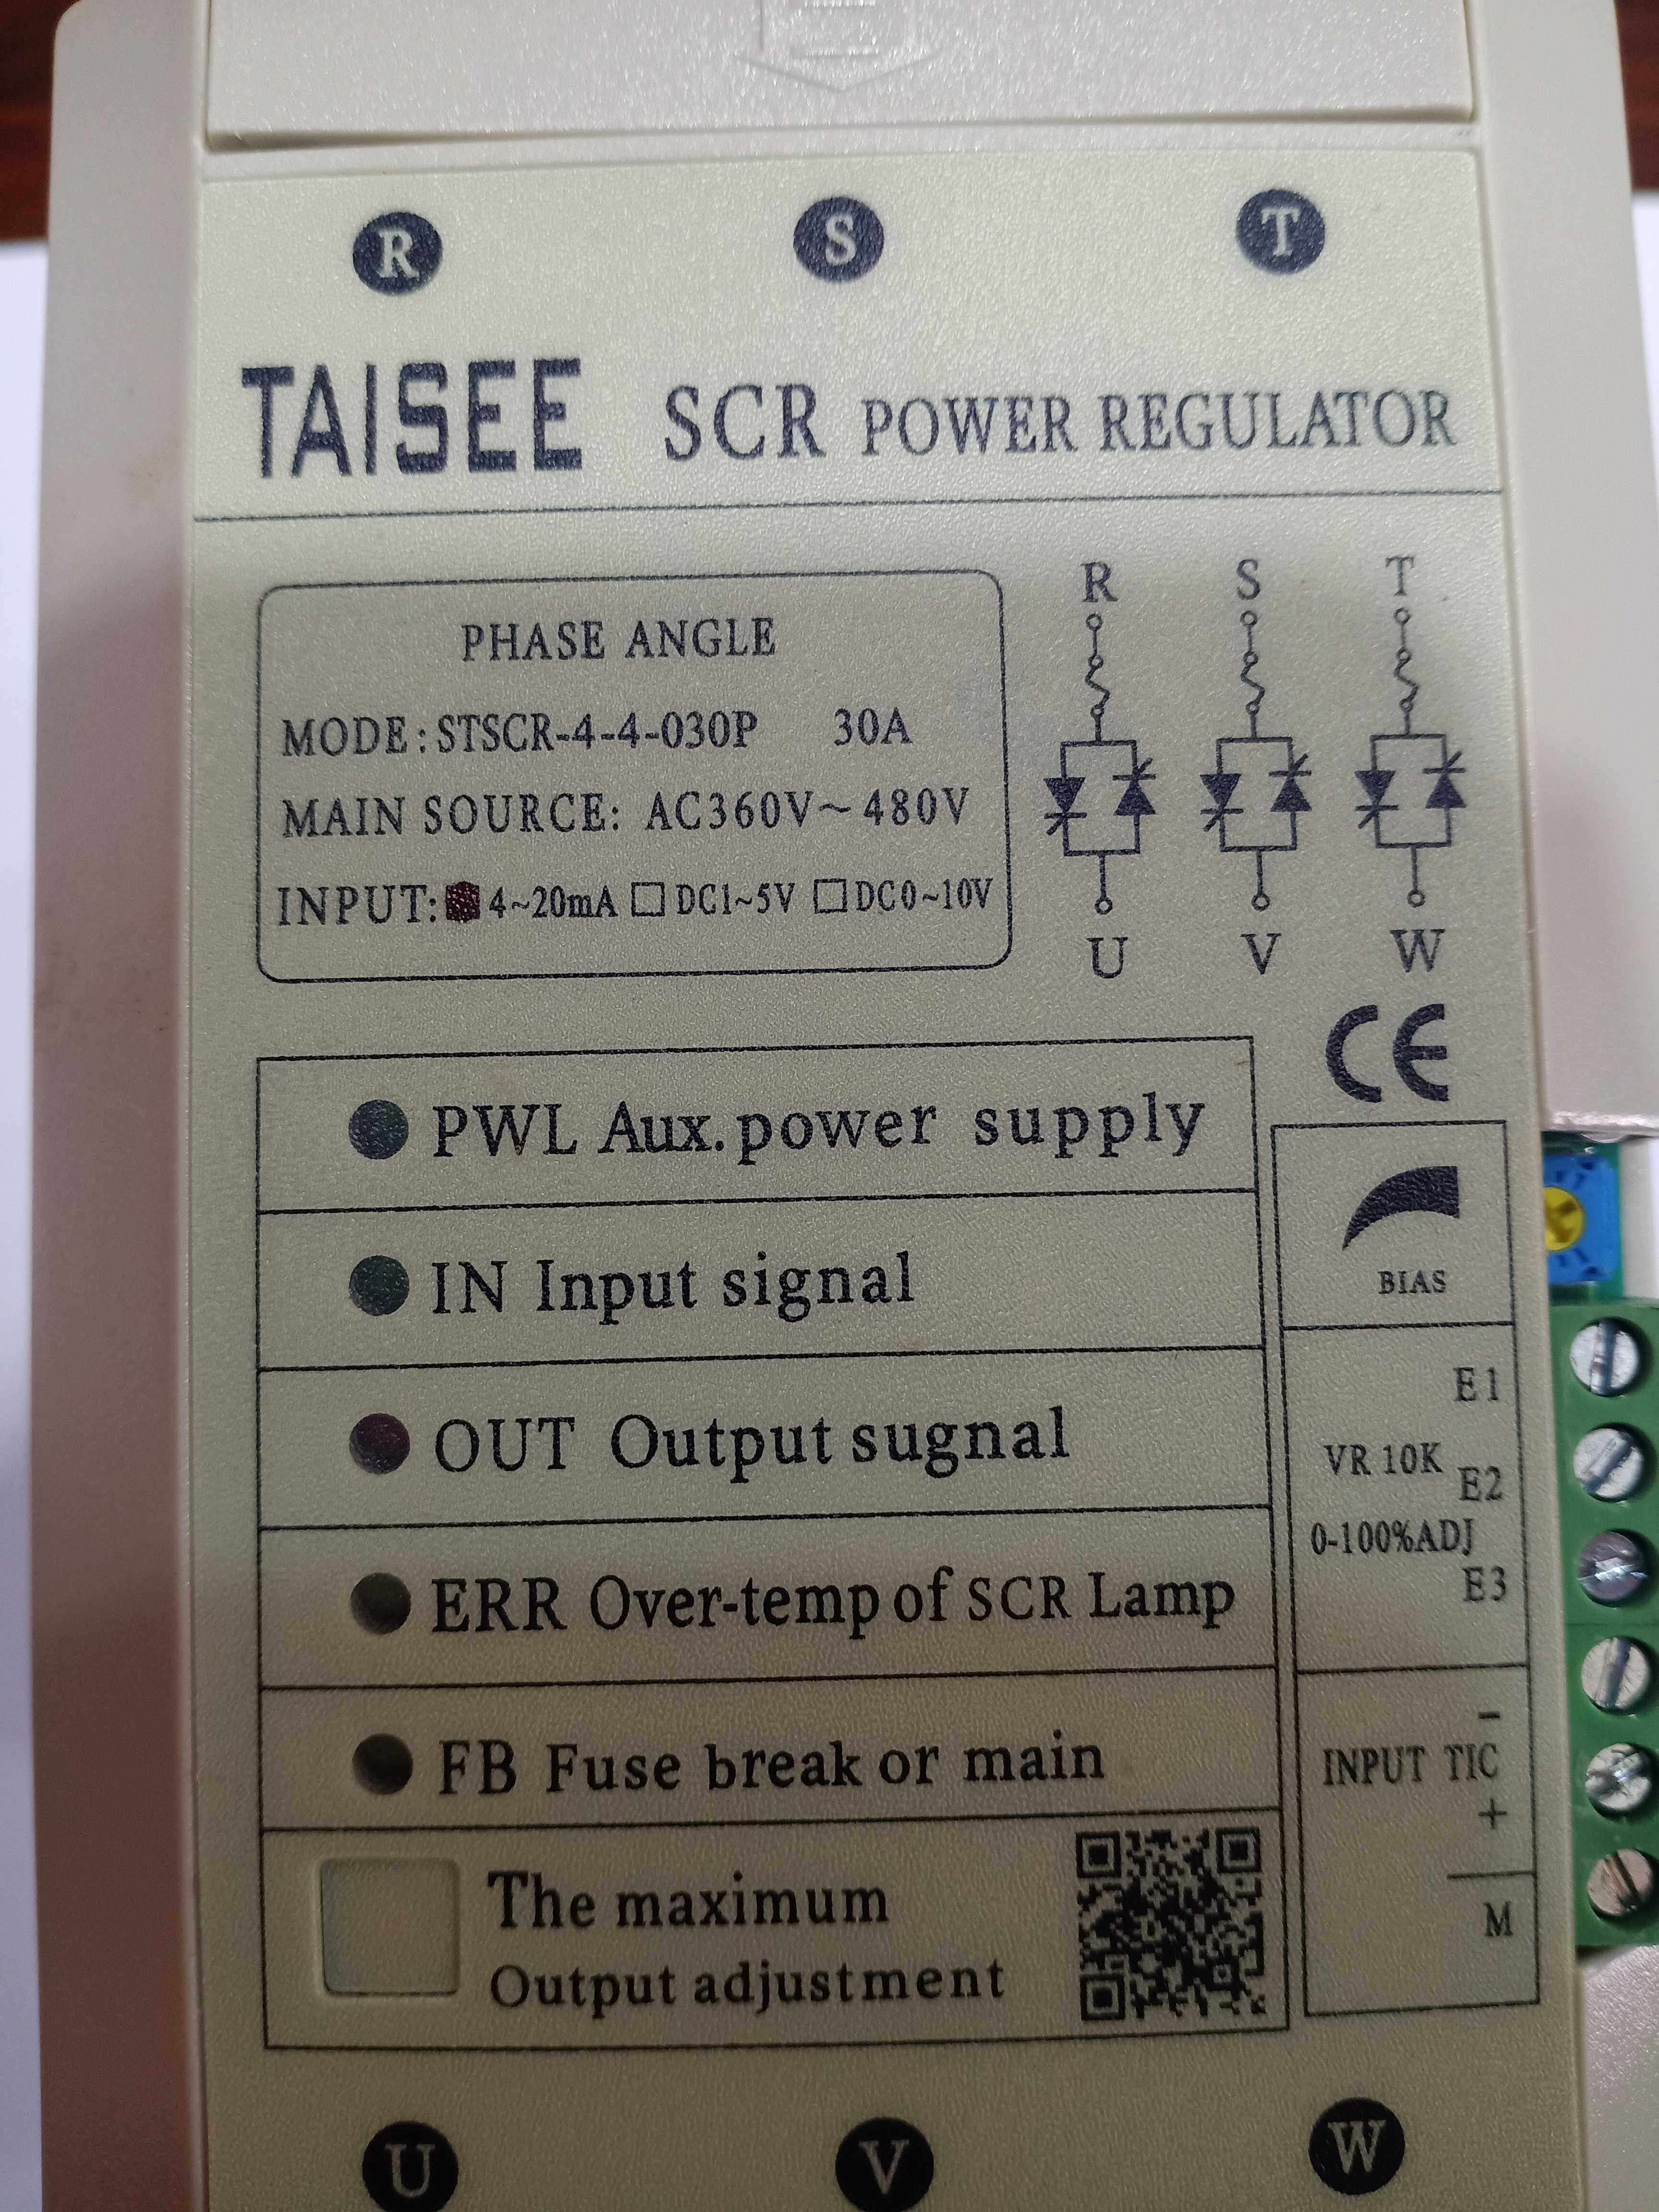 R S T
TAISEE SCR POWER REGULATOR
PHASE ANGLE
MODE: STSCR-4-4-030P 30A
MAIN SOURCE: AC360V~480V
INPUT: 4~20mA DC1~5V DC0~10V
R S T
U V W
CE
PWL Aux. power supply
IN Input signal
OUT Output sugnal
ERR Over-temp of SCR Lamp
FB Fuse break or main
The maximum
Output adjustment
BIAS
E1
VR 10K E2
0-100%ADJ
E3
-
INPUT TIC
+
M
U V W